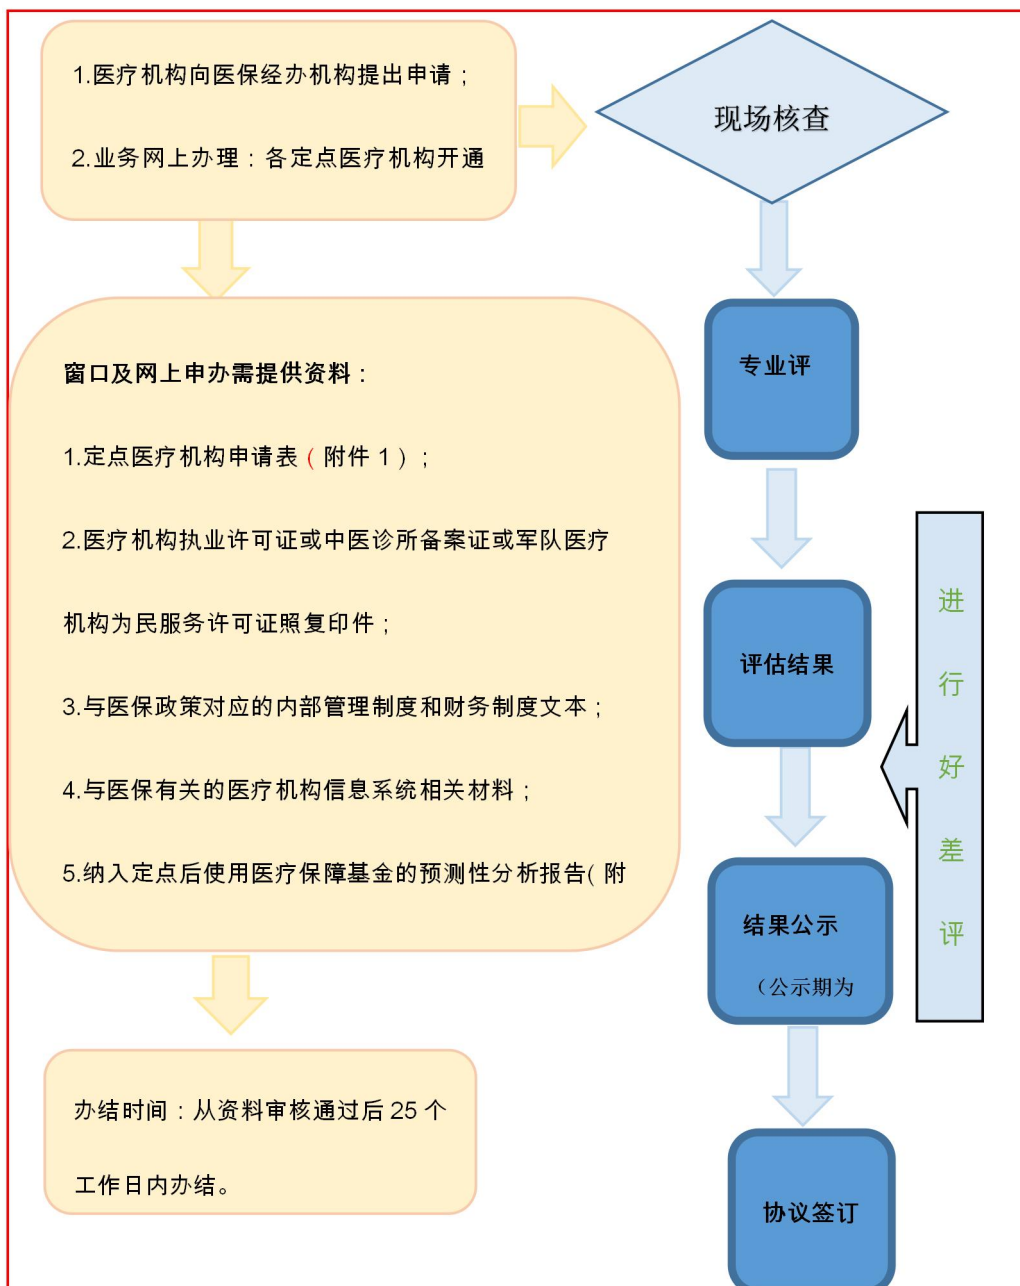 1.医疗机构向医保经办机构提出申请；
2.业务网上办理：各定点医疗机构开通
现场核查
窗口及网上申办需提供资料：
1.定点医疗机构申请表（附件 1）；
2.医疗机构执业许可证或中医诊所备案证或军队医疗
机构为民服务许可证照复印件；
3.与医保政策对应的内部管理制度和财务制度文本；
4.与医保有关的医疗机构信息系统相关材料；
5.纳入定点后使用医疗保障基金的预测性分析报告(附
办结时间：从资料审核通过后 25 个
工作日内办结。
专业评
评估结果
结果公示
（公示期为
协议签订
进
行
好
差
评